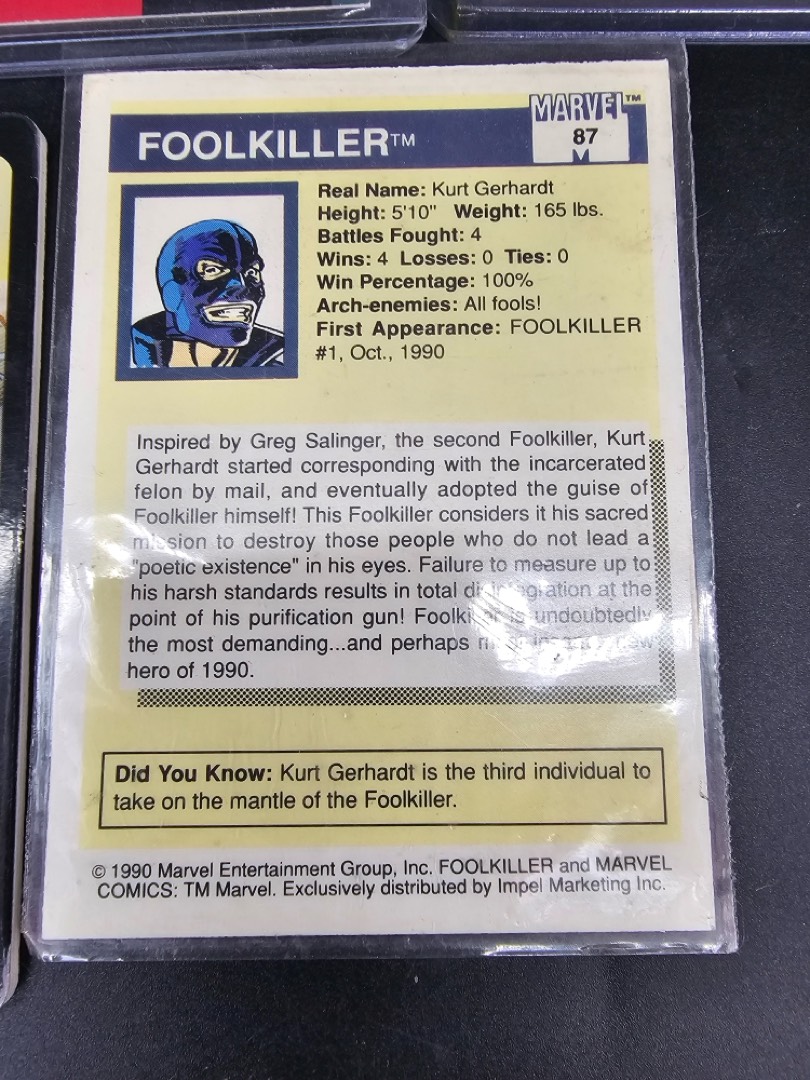 MARVEL™
87
FOOLKILLER™
Real Name: Kurt Gerhardt
Height: 5'10" Weight: 165 lbs.
Battles Fought: 4
Wins: 4 Losses: 0 Ties: 0
Win Percentage: 100%
Arch-enemies: All fools!
First Appearance: FOOLKILLER
#1, Oct., 1990
Inspired by Greg Salinger, the second Foolkiller, Kurt
Gerhardt started corresponding with the incarcerated
felon by mail, and eventually adopted the guise of
Foolkiller himself! This Foolkiller considers it his sacred
mission to destroy those people who do not lead a
"poetic existence" in his eyes. Failure to measure up to
his harsh standards results in total disintegration at the
point of his purification gun! Foolkiller is undoubtedly
the most demanding...and perhaps new
hero of 1990.
Did You Know: Kurt Gerhardt is the third individual to
take on the mantle of the Foolkiller.
© 1990 Marvel Entertainment Group, Inc. FOOLKILLER and MARVEL
COMICS: TM Marvel. Exclusively distributed by Impel Marketing Inc.